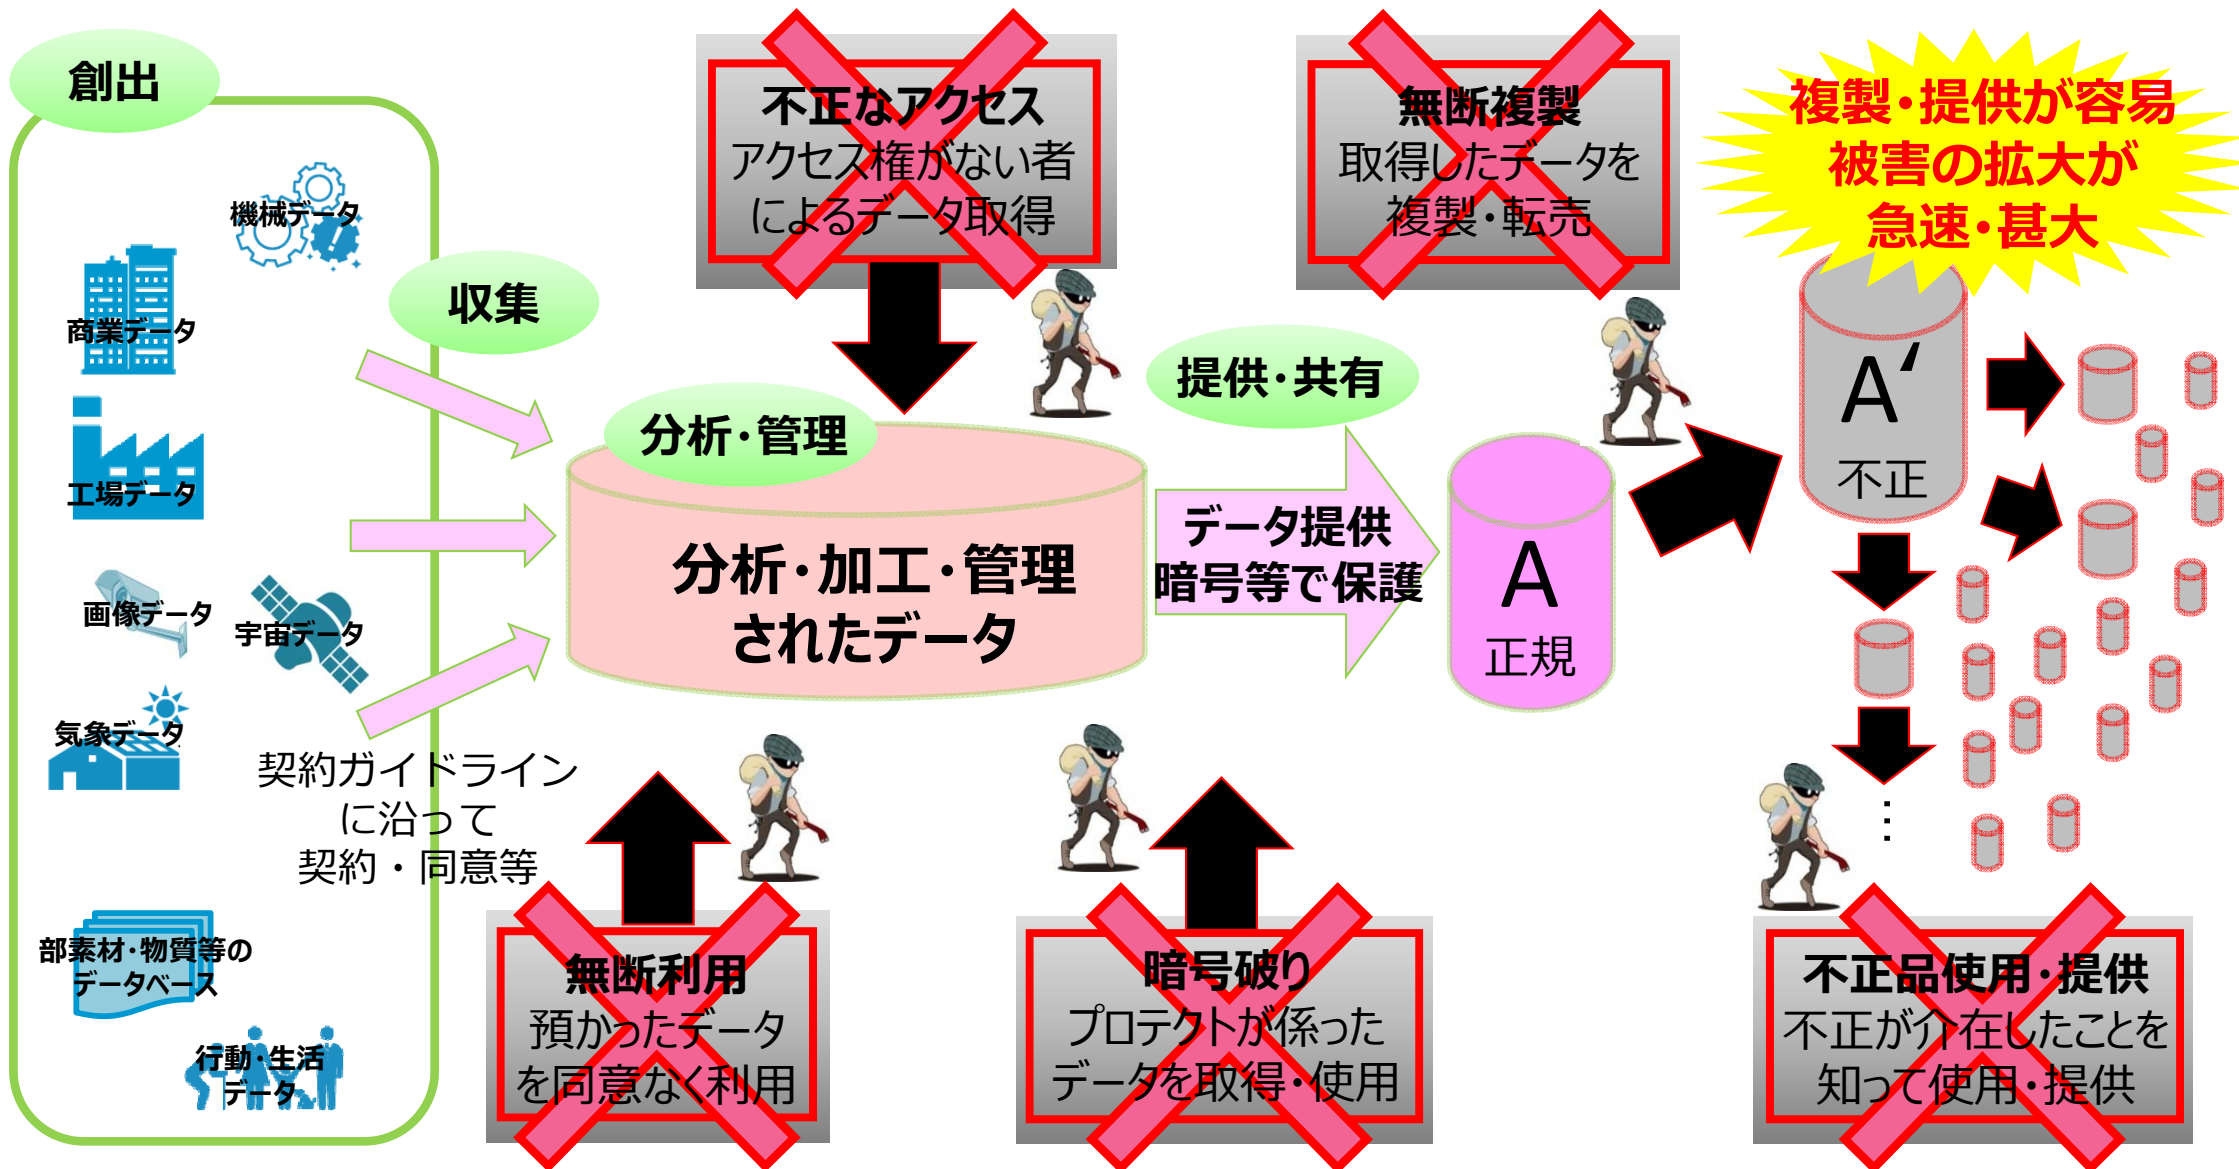 創出
機械データ
商業データ
工場データ
画像データ
宇宙データ
気象データ
部素材・物質等の
データベース
行動・生活
データ
収集
契約ガイドライン
に沿って
契約・同意等
不正なアクセス
アクセス権がない者
によるデータ取得
分析・管理
分析・加工・管理
されたデータ
無断利用
預かったデータ
を同意なく利用
暗号破り
プロテクトが係った
データを取得・使用
提供・共有
データ提供
暗号等で保護
A
正規
無断複製
取得したデータを
複製・転売
複製・提供が容易
被害の拡大が
急速・甚大
A‘
不正
…
不正品使用・提供
不正が介在したことを
知って使用・提供